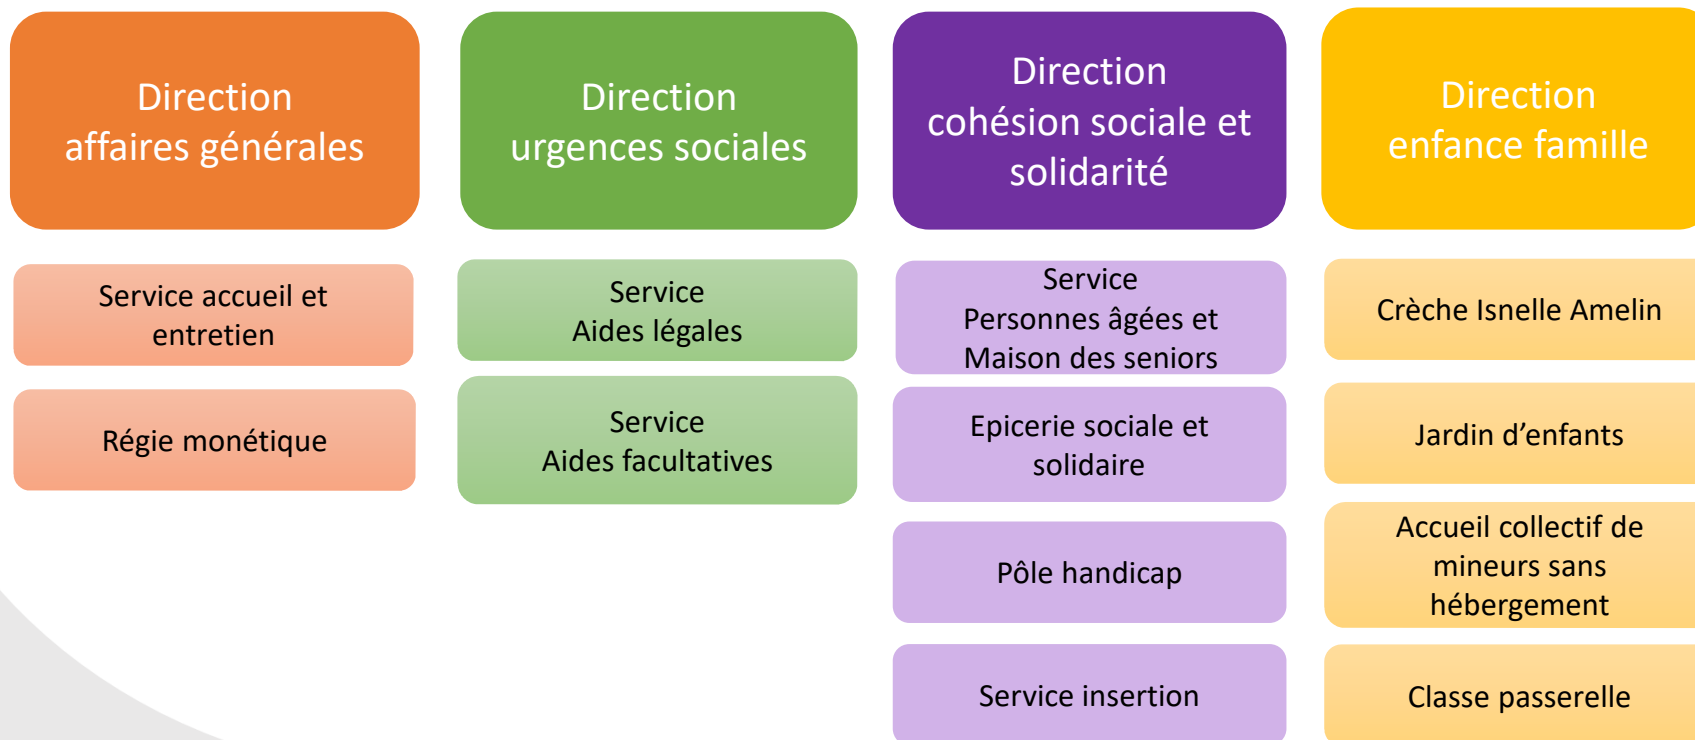 Direction
affaires générales
Service accueil et
entretien
Régie monétique
Direction
urgences sociales
Service
Aides légales
Service
Aides facultatives
Direction
cohésion sociale et
solidarité
Service
Personnes âgées et
Maison des seniors
Epicerie sociale et
solidaire
Pôle handicap
Service insertion
Direction
enfance famille
Crèche Isnelle Amelin
Jardin d’enfants
Accueil collectif de
mineurs sans
hébergement
Classe passerelle